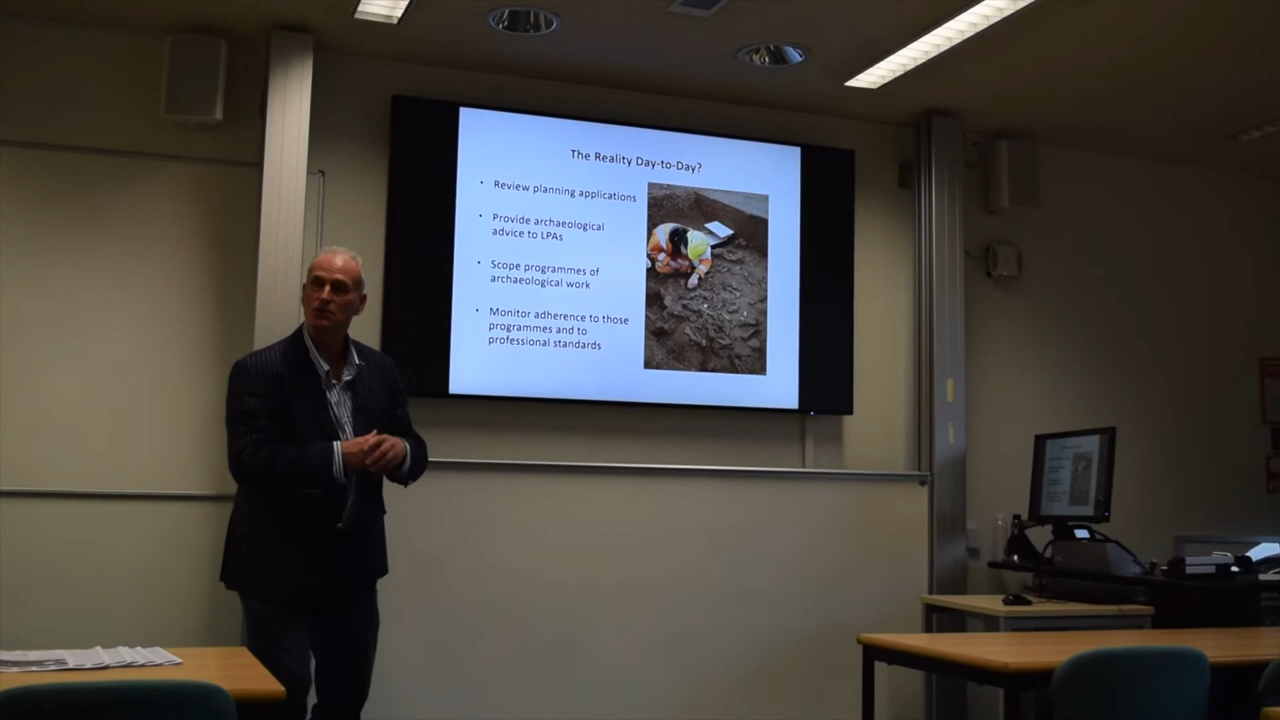 The Reality Day-to-Day?
• Review planning applications
• Provide archaeological
advice to LPAs
• Scope programmes of
archaeological work
• Monitor adherence to those
programmes and to
professional standards